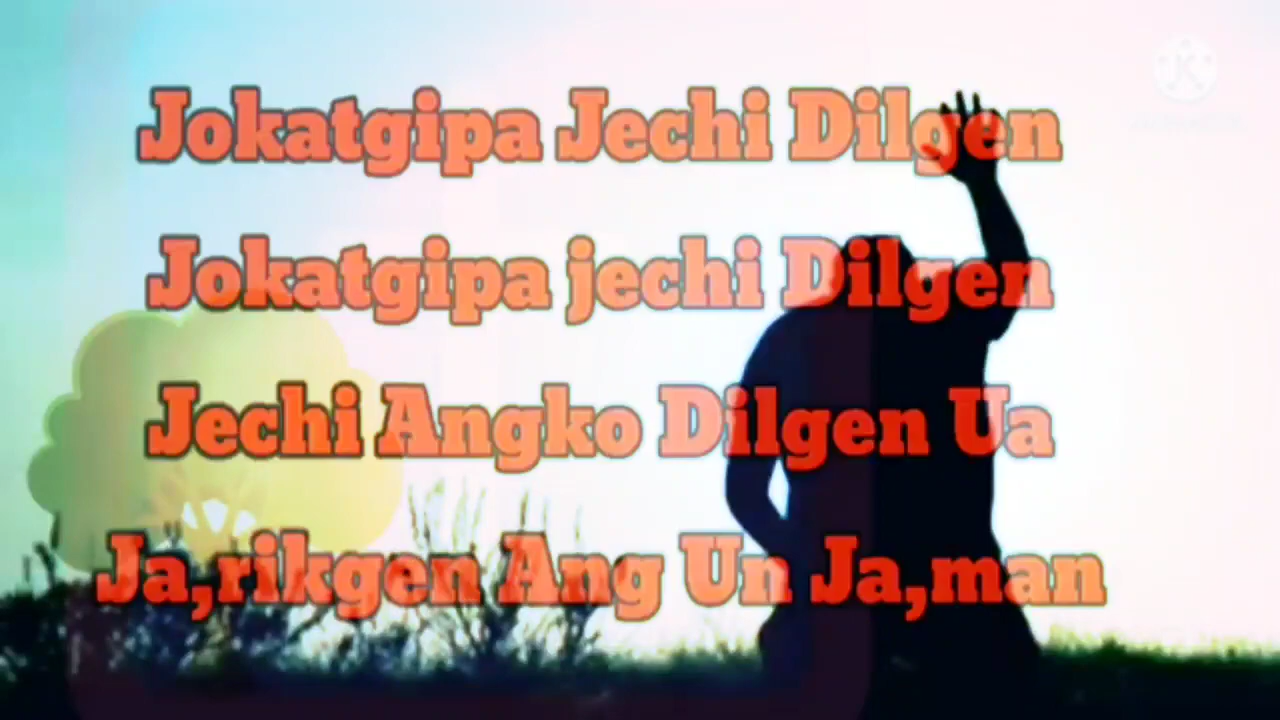 Jokatgipa Jechi Dilgen
Jokatgipa jechi Dilgen
Jechi Angko Dilgen Ua
Ja,rikgen Ang Un Ja,man